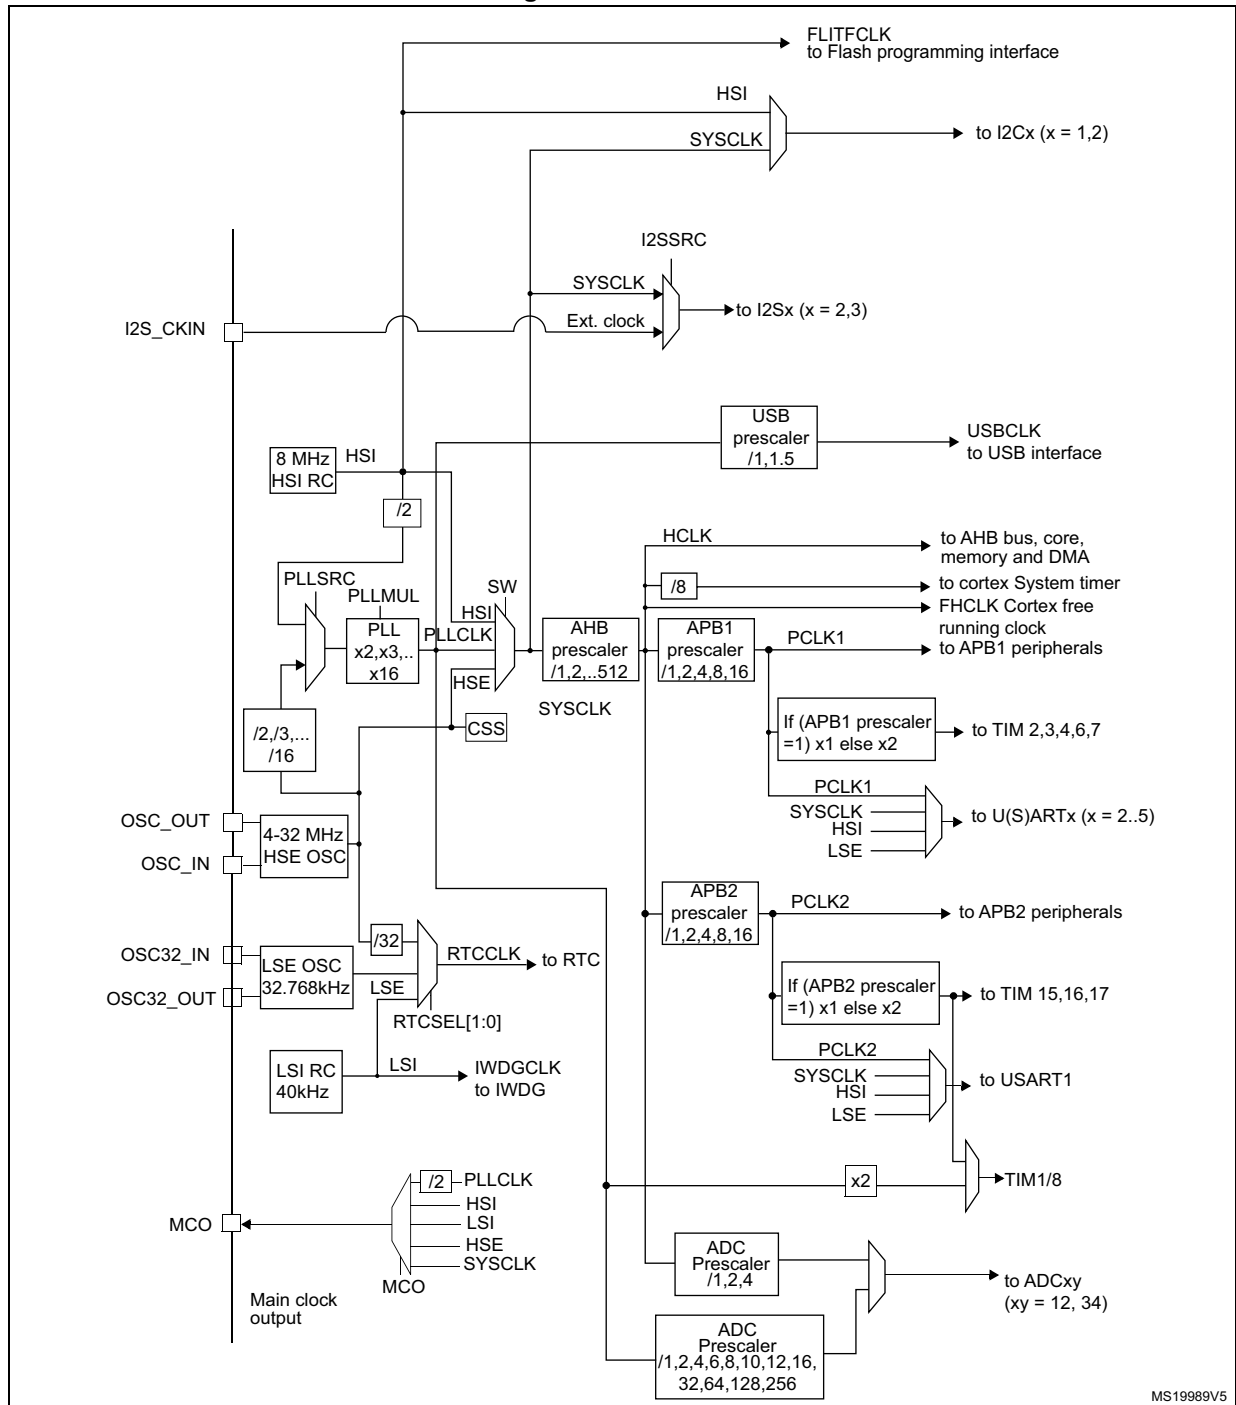 FLITFCLK
to Flash programming interface
HSI
to I2Cx (x = 1,2)
SYSCLK
I2SSRC
SYSCLK
to I2Sx (x = 2,3)
I2S_CKIN
Ext. clock
USB
prescaler
/1,1.5
USBCLK
to USB interface
8 MHz
HSI RC
HSI
/2
HCLK
to AHB bus, core,
memory and DMA
/8
to cortex System timer
FHCLK Cortex free
running clock
PLLSRC
PLLMUL
PLL
x2,x3,..
x16
SW
HSI
PLLCLK
HSE
AHB
prescaler
/1,2,..512
SYSCLK
APB1
prescaler
/1,2,4,8,16
PCLK1
to APB1 peripherals
CSS
/2,/3,...
/16
If (APB1 prescaler
=1) x1 else x2
to TIM 2,3,4,6,7
PCLK1
SYSCLK
HSI
LSE
to U(S)ARTx (x = 2..5)
OSC_OUT
OSC_IN
4-32 MHz
HSE OSC
APB2
prescaler
/1,2,4,8,16
PCLK2
to APB2 peripherals
/32
OSC32_IN
OSC32_OUT
LSE OSC
32.768kHz
LSE
RTCCLK
to RTC
RTCSEL[1:0]
If (APB2 prescaler
=1) x1 else x2
to TIM 15,16,17
LSI RC
40kHz
LSI
IWDGCLK
to IWDG
PCLK2
SYSCLK
HSI
LSE
to USART1
x2
TIM1/8
/2
PLLCLK
HSI
LSI
HSE
SYSCLK
MCO
MCO
Main clock
output
ADC
Prescaler
/1,2,4
to ADCxy
(xy = 12, 34)
ADC
Prescaler
/1,2,4,6,8,10,12,16,
32,64,128,256
MS19989V5